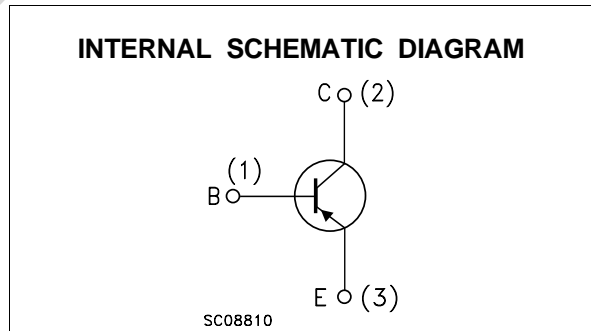 INTERNAL SCHEMATIC DIAGRAM
C (2)
(1)
B
E (3)
SC08810